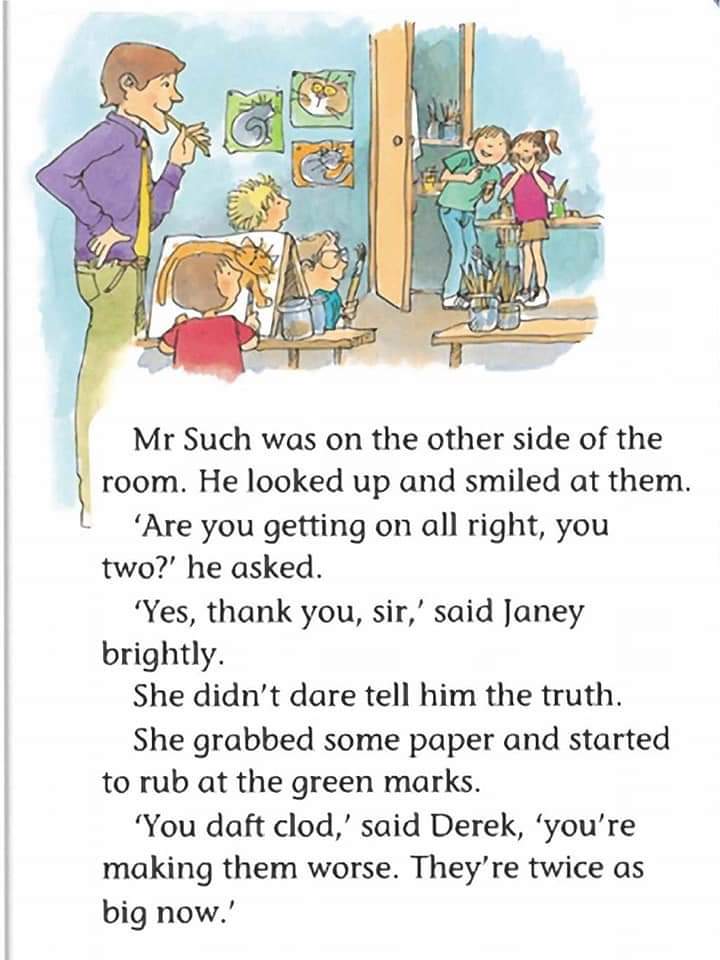 Mr Such was on the other side of the
room. He looked up and smiled at them.
‘Are you getting on all right, you
two?’ he asked.
‘Yes, thank you, sir,’ said Janey
brightly.
She didn’t dare tell him the truth.
She grabbed some paper and started
to rub at the green marks.
‘You daft clod,’ said Derek, ‘you’re
making them worse. They’re twice as
big now.’